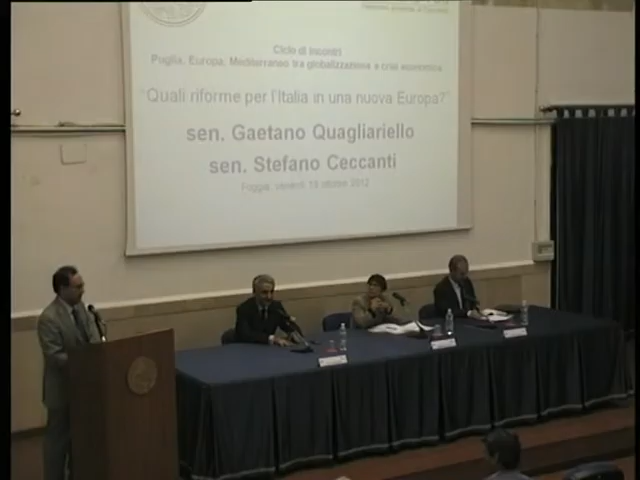 Ciclo di incontri
Puglia, Europa, Mediterraneo tra globalizzazione e crisi economica
"Quali riforme per l'Italia in una nuova Europa?"
sen. Gaetano Quagliariello
sen. Stefano Ceccanti
Foggia, venerdì 19 ottobre 2012